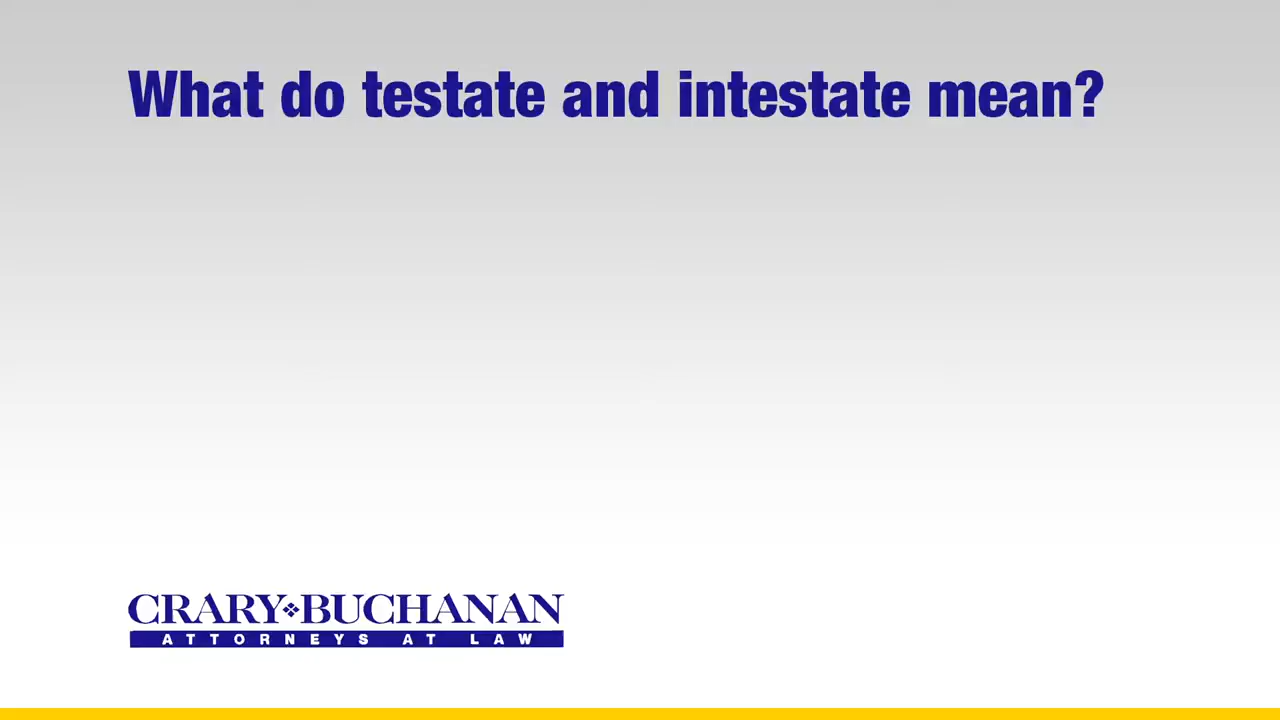 What do testate and intestate mean?
CRARY❖BUCHANAN
ATTORNEYS AT LAW